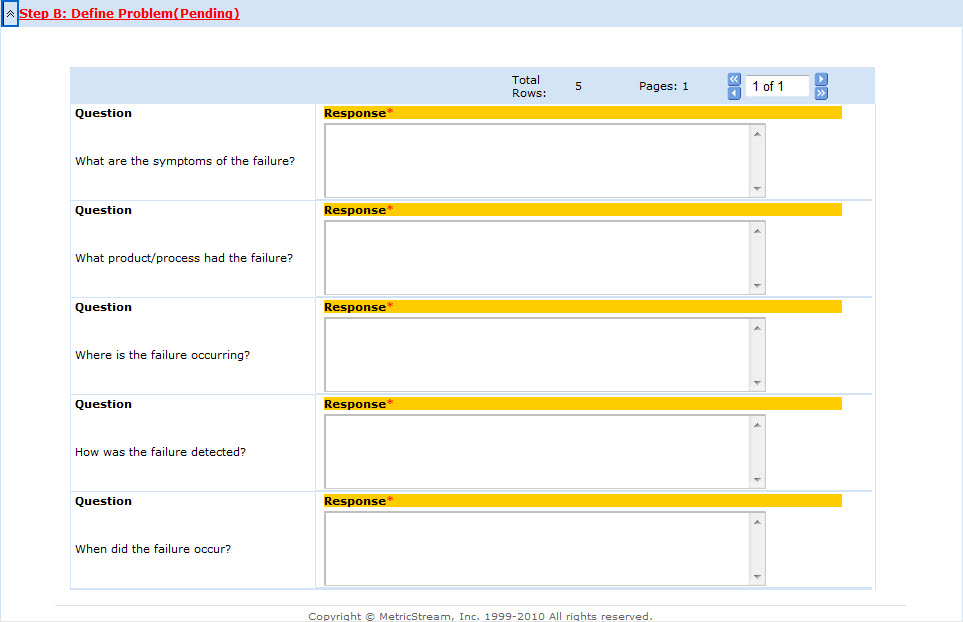 Step B: Define Problem(Pending)
Total Rows: 5 Pages: 1 1 of 1
Question Response*
What are the symptoms of the failure?
Question Response*
What product/process had the failure?
Question Response*
Where is the failure occurring?
Question Response*
How was the failure detected?
Question Response*
When did the failure occur?
Copyright © MetricStream, Inc. 1999-2010 All rights reserved.